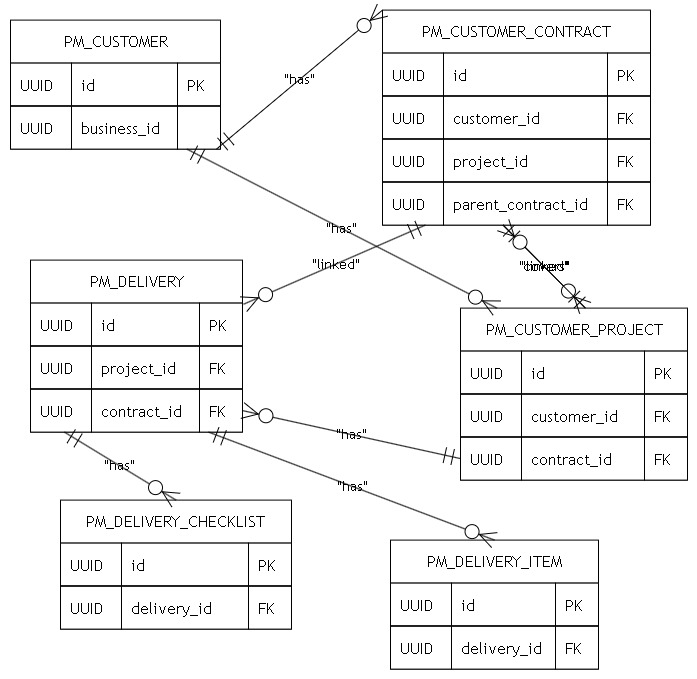 PM_CUSTOMER
UUID id PK
UUID business_id
PM_CUSTOMER_CONTRACT
UUID id PK
UUID customer_id FK
UUID project_id FK
UUID parent_contract_id FK
"has"
"has"
"linked"
PM_DELIVERY
UUID id PK
UUID project_id FK
UUID contract_id FK
PM_CUSTOMER_PROJECT
UUID id PK
UUID customer_id FK
UUID contract_id FK
"has"
"has"
"has"
PM_DELIVERY_CHECKLIST
UUID id PK
UUID delivery_id FK
PM_DELIVERY_ITEM
UUID id PK
UUID delivery_id FK